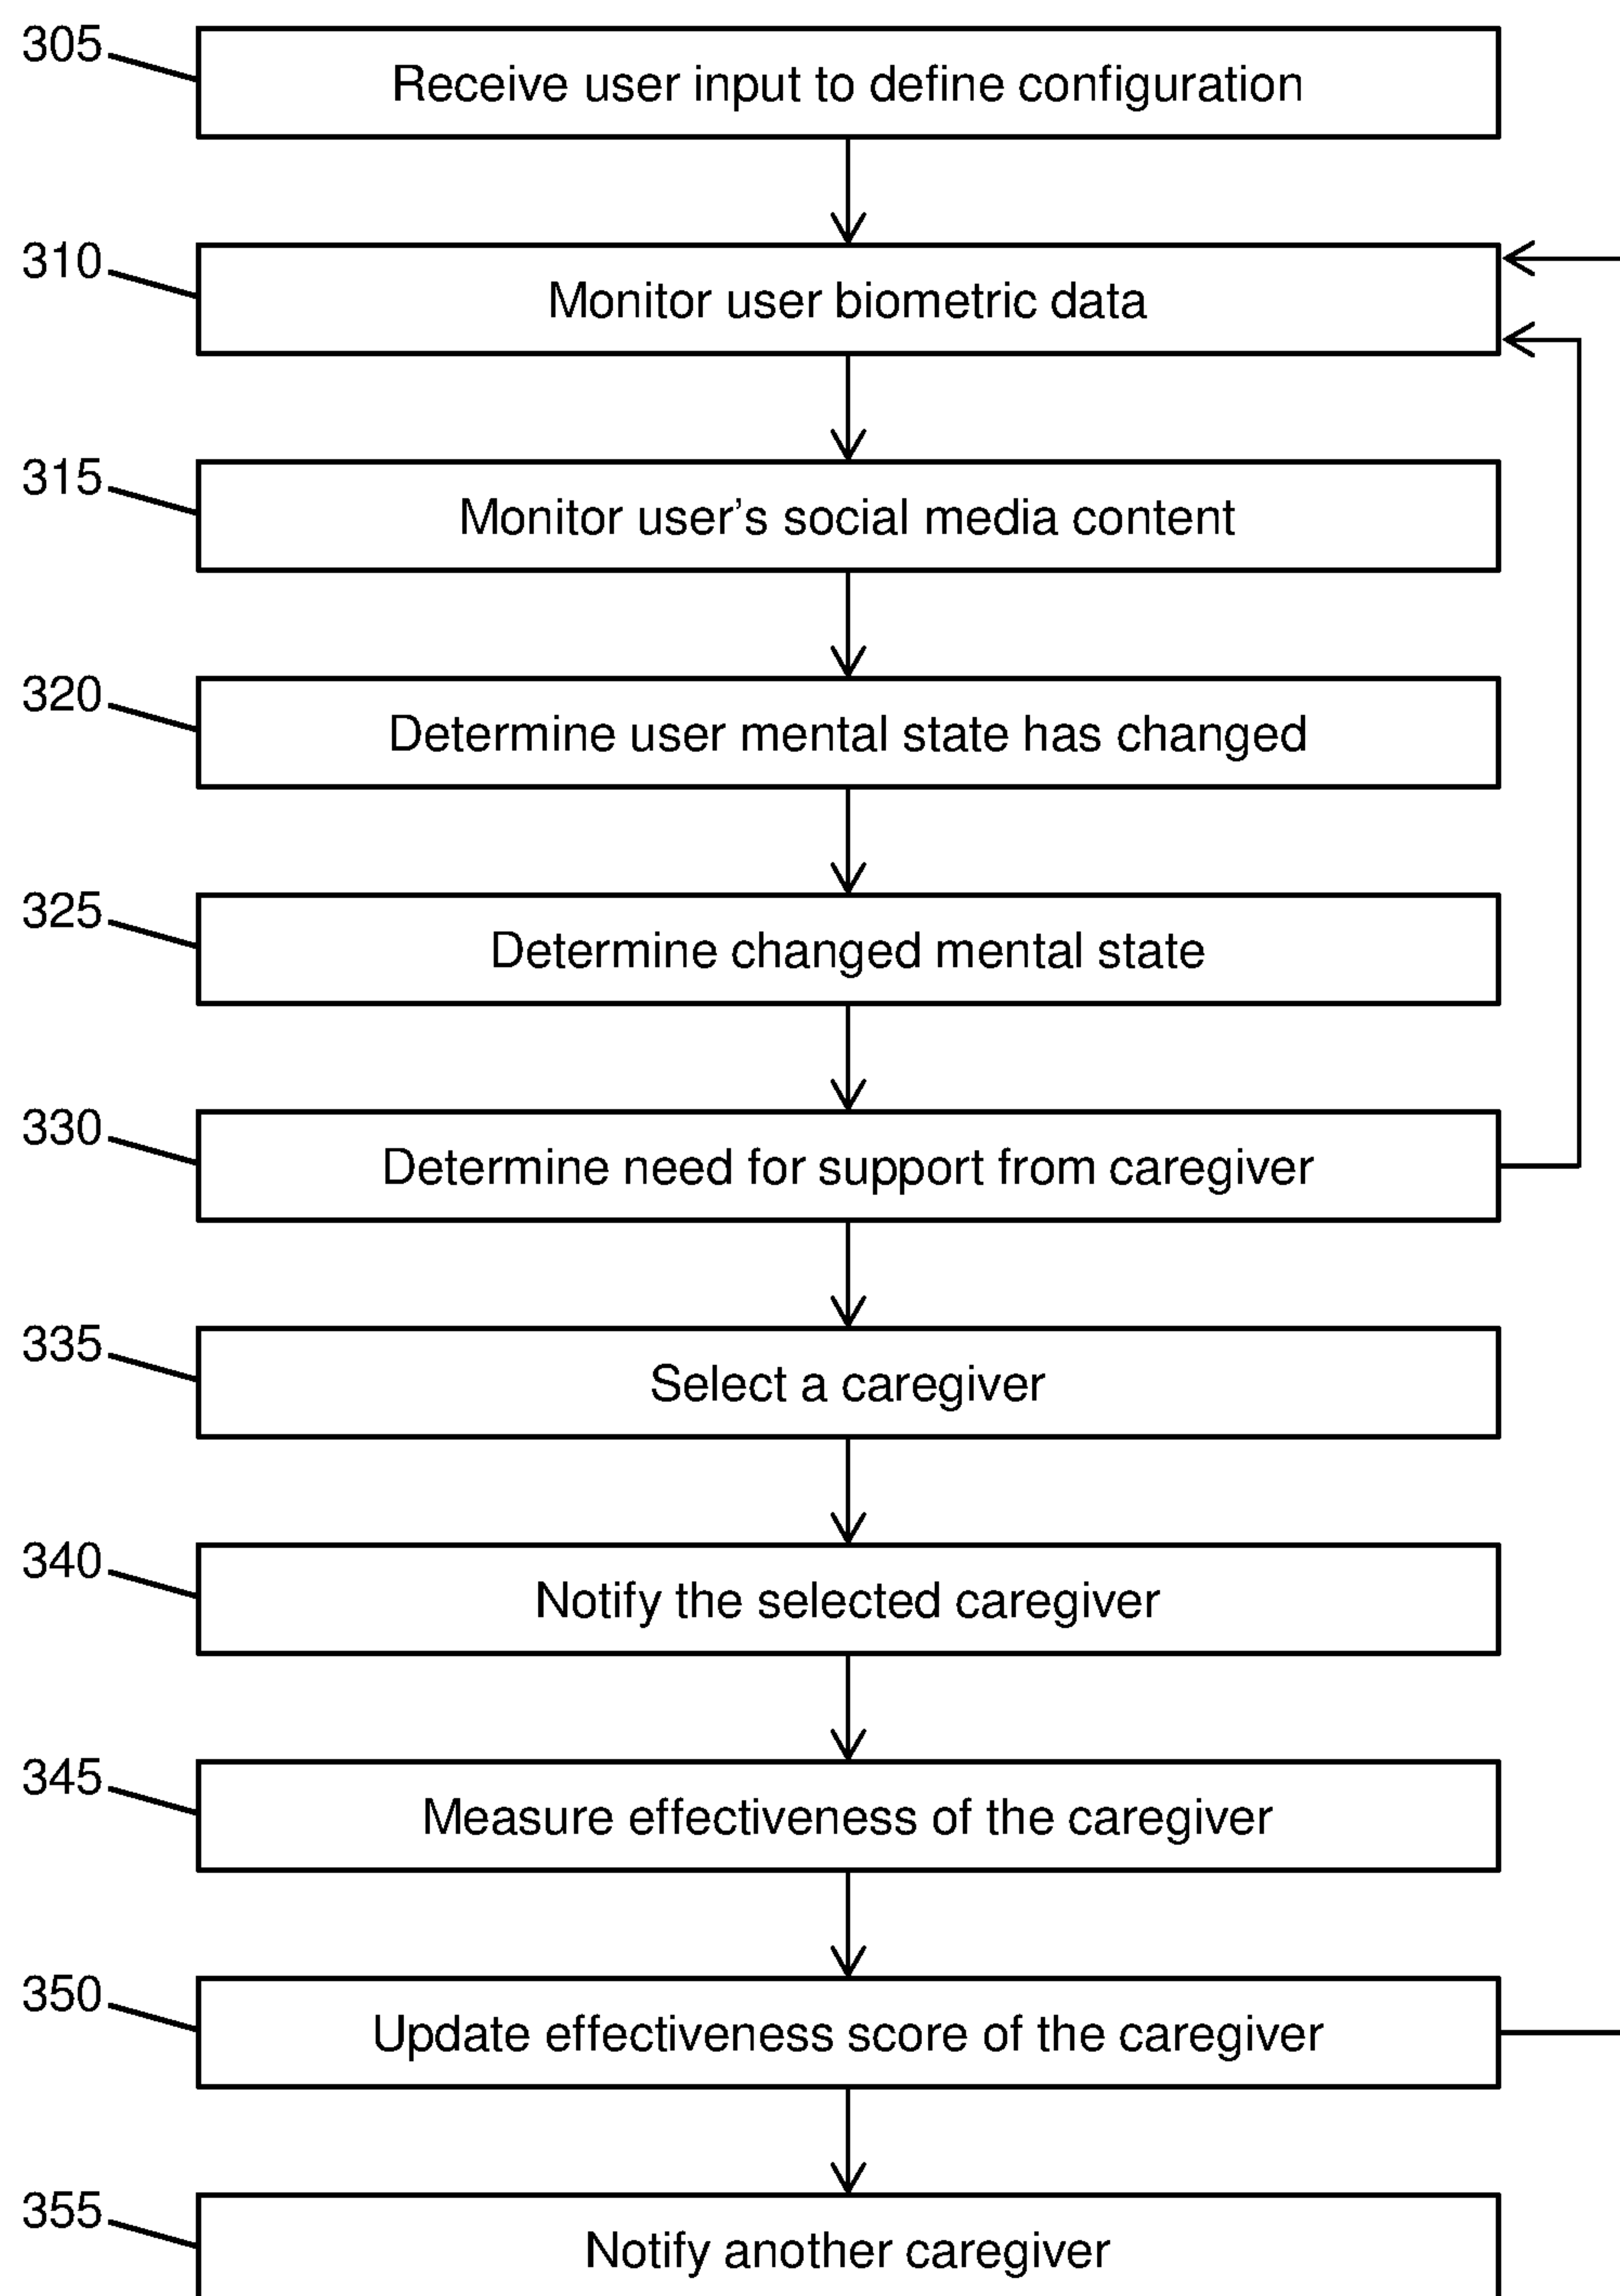 305
Receive user input to define configuration
310
Monitor user biometric data
315
Monitor user's social media content
320
Determine user mental state has changed
325
Determine changed mental state
330
Determine need for support from caregiver
335
Select a caregiver
340
Notify the selected caregiver
345
Measure effectiveness of the caregiver
350
Update effectiveness score of the caregiver
355
Notify another caregiver